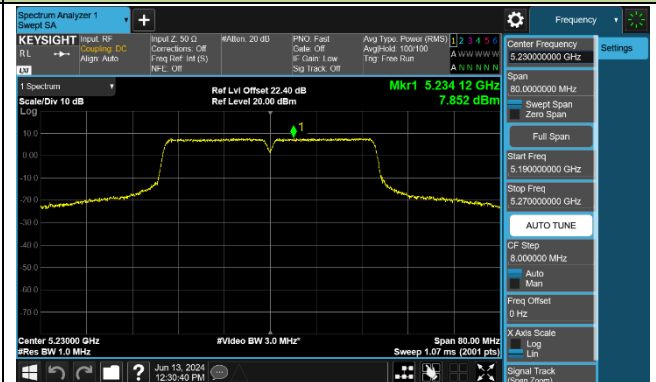 Spectrum Analyzer 1
Swept SA
Frequency
KEYSIGHT
RL
Input: RF
Coupling: DC
Align: Auto
Input Z: 50 Ω
Corrections: Off
Freq Ref: Int (S)
NFE: Off
#Atten: 20 dB
PNO: Fast
Gate: Off
IF Gain: Low
Sig Track: Off
Avg Type: Power (RMS)
Avg|Hold: 100/100
Trig: Free Run
1 2 3 4 5 6
A W W W W W
A N N N N N
LXI
1 Spectrum
Scale/Div 10 dB
Log
Ref Lvl Offset 22.40 dB
Ref Level 20.00 dBm
Mkr1 5.234 12 GHz
7.852 dBm
1
10.0
0.00
-10.0
-20.0
-30.0
-40.0
-50.0
-60.0
-70.0
Center 5.23000 GHz
#Res BW 1.0 MHz
#Video BW 3.0 MHz*
Span 80.00 MHz
Sweep 1.07 ms (2001 pts)
Jun 13, 2024
12:30:40 PM
Center Frequency
5.230000000 GHz
Settings
Span
80.0000000 MHz
Swept Span
Zero Span
Full Span
Start Freq
5.190000000 GHz
Stop Freq
5.270000000 GHz
AUTO TUNE
CF Step
8.000000 MHz
Auto
Man
Freq Offset
0 Hz
X Axis Scale
Log
Lin
Signal Track
(Span Zoom)